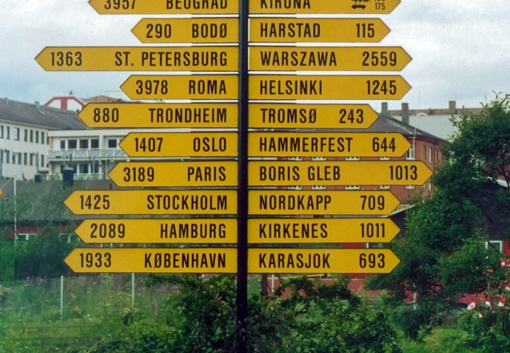 3957 BEOGRAD
290 BODØ
1363 ST. PETERSBURG
3978 ROMA
880 TRONDHEIM
1407 OSLO
3189 PARIS
1425 STOCKHOLM
2089 HAMBURG
1933 KØBENHAVN
KIRUNA 175
HARSTAD 115
WARSZAWA 2559
HELSINKI 1245
TROMSØ 243
HAMMERFEST 644
BORIS GLEB 1013
NORDKAPP 709
KIRKENES 1011
KARASJOK 693